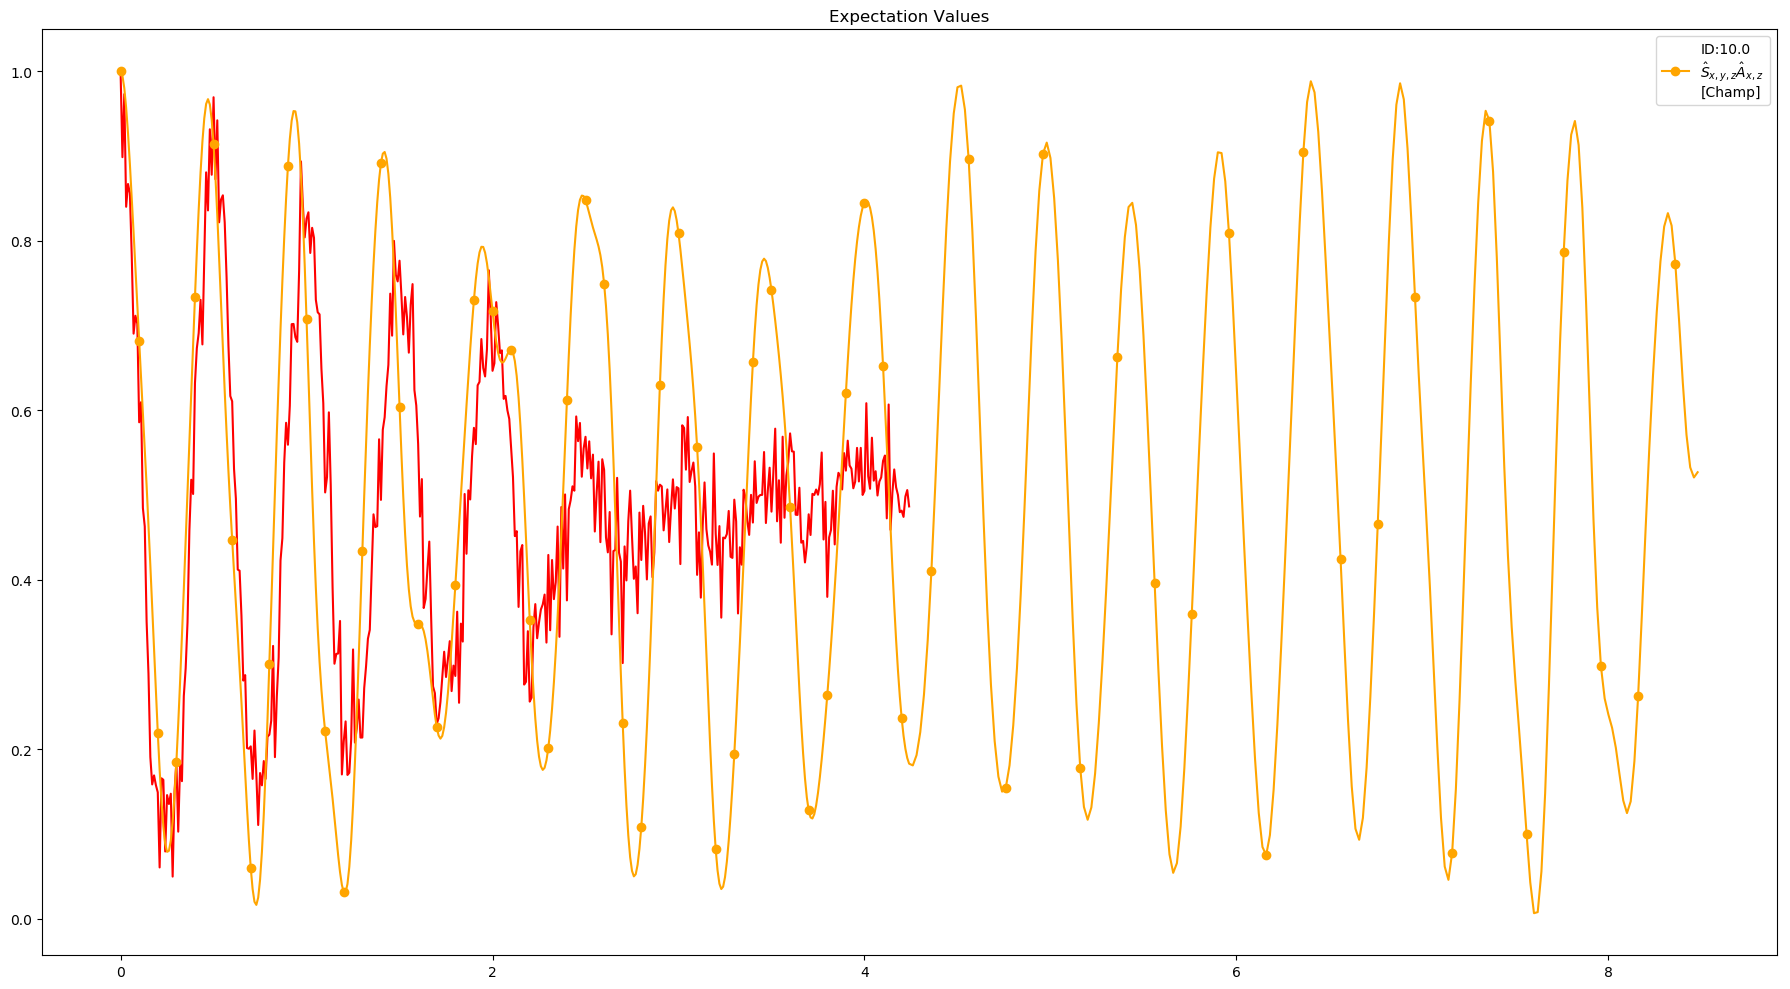 Expectation Values
ID:10.0
$\hat{S}_{x,y,z}\hat{A}_{x,z}$
[Champ]
1.0
0.8
0.6
0.4
0.2
0.0
0 2 4 6 8